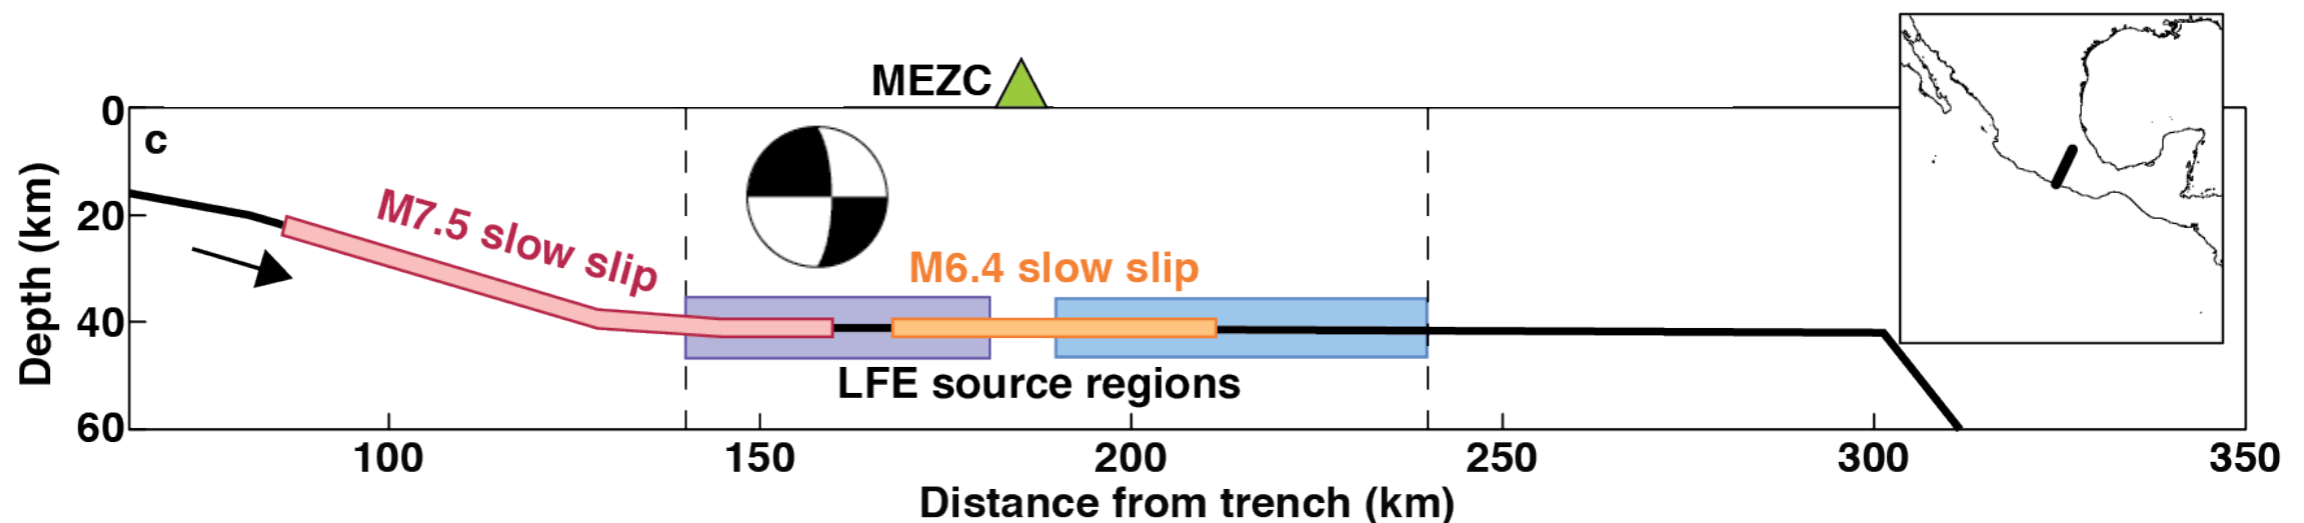 MEZC
0
c
20
M7.5 slow slip
M6.4 slow slip
40
LFE source regions
60
Depth (km)
100 150 200 250 300 350
Distance from trench (km)